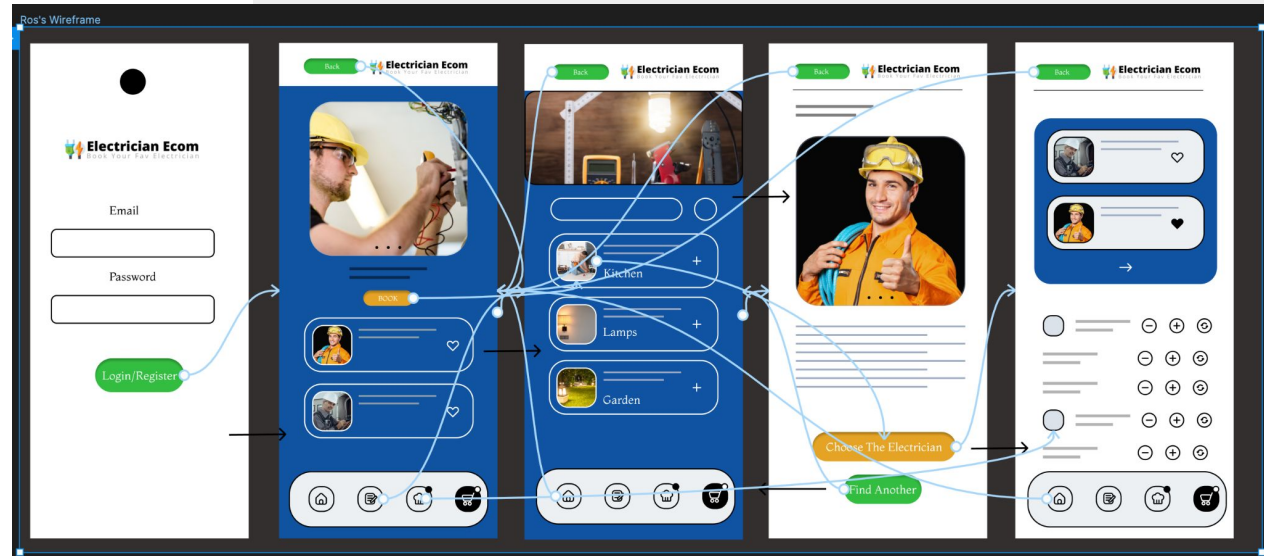 Ros's Wireframe
Electrician Ecom
Book Your Fav Electrician
Email
Password
Login/Register
Back
Electrician Ecom
Book Your Fav Electrician
BOOK
Back
Electrician Ecom
Book Your Fav Electrician
Kitchen
Lamps
Garden
Back
Electrician Ecom
Book Your Fav Electrician
Choose The Electrician
Find Another
Back
Electrician Ecom
Book Your Fav Electrician